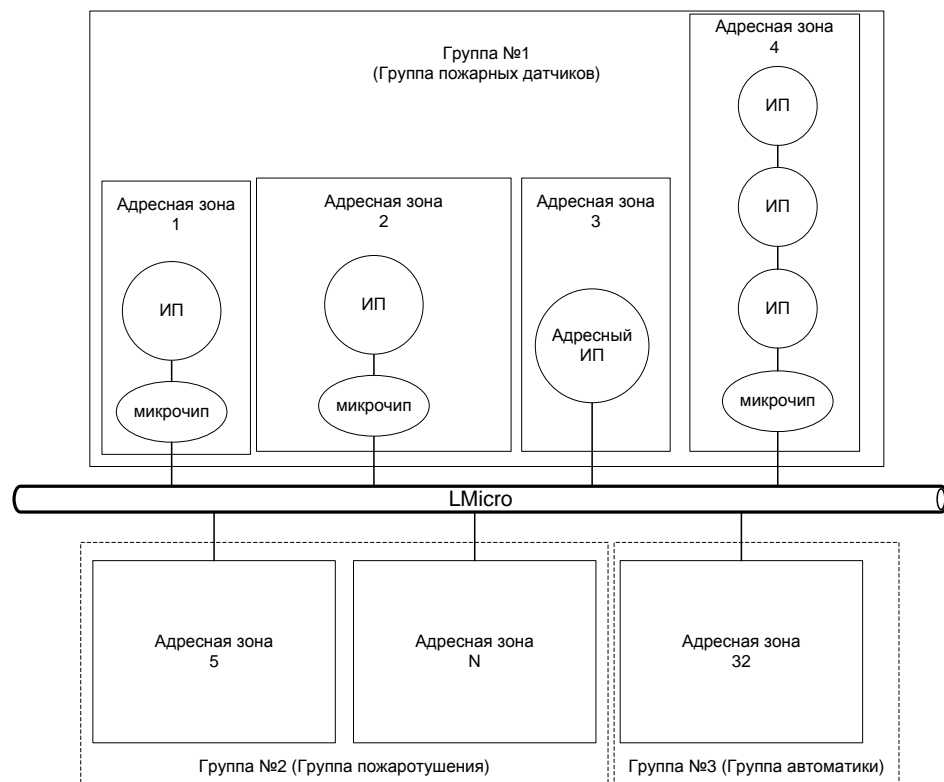 Группа №1
(Группа пожарных датчиков)
Адресная зона
4
ИП
ИП
ИП
микрочип
Адресная зона
1
ИП
микрочип
Адресная зона
2
ИП
микрочип
Адресная зона
3
Адресный
ИП
LMicro
Адресная зона
5
Адресная зона
N
Адресная зона
32
Группа №2 (Группа пожаротушения)
Группа №3 (Группа автоматики)